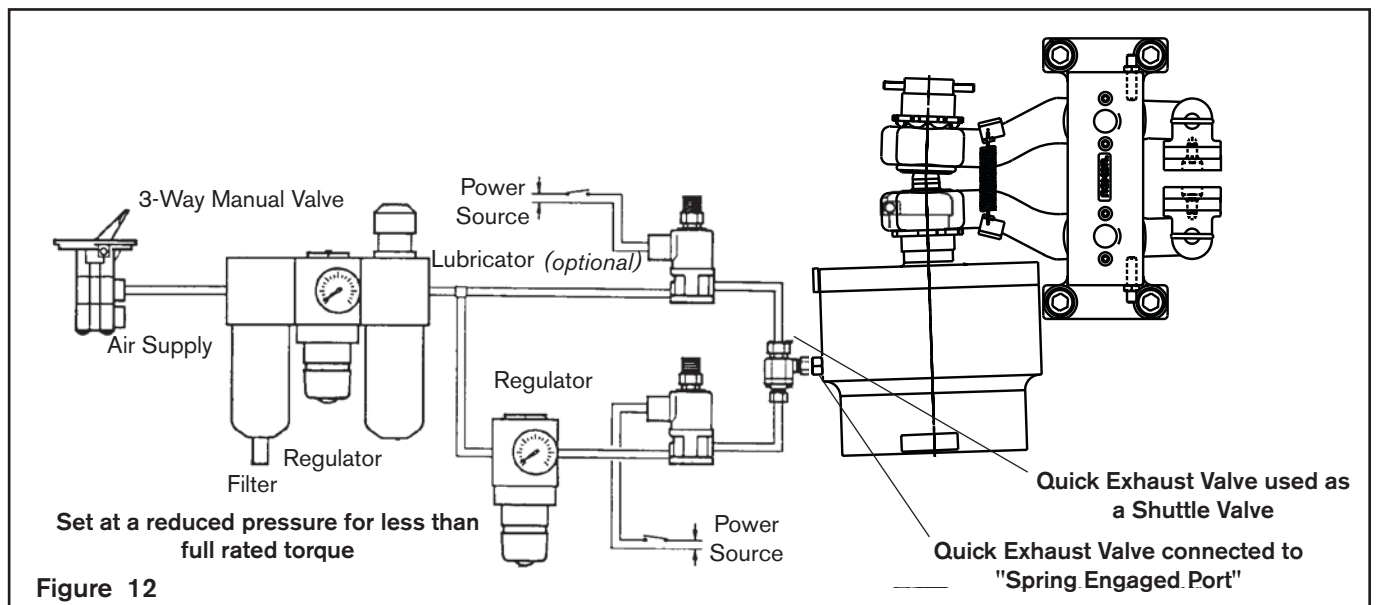 3-Way Manual Valve
Power
Source
Lubricator (optional)
Air Supply
Regulator
Regulator
Filter
Set at a reduced pressure for less than
full rated torque
Power
Source
Quick Exhaust Valve used as
a Shuttle Valve
Quick Exhaust Valve connected to
"Spring Engaged Port"
Figure 12